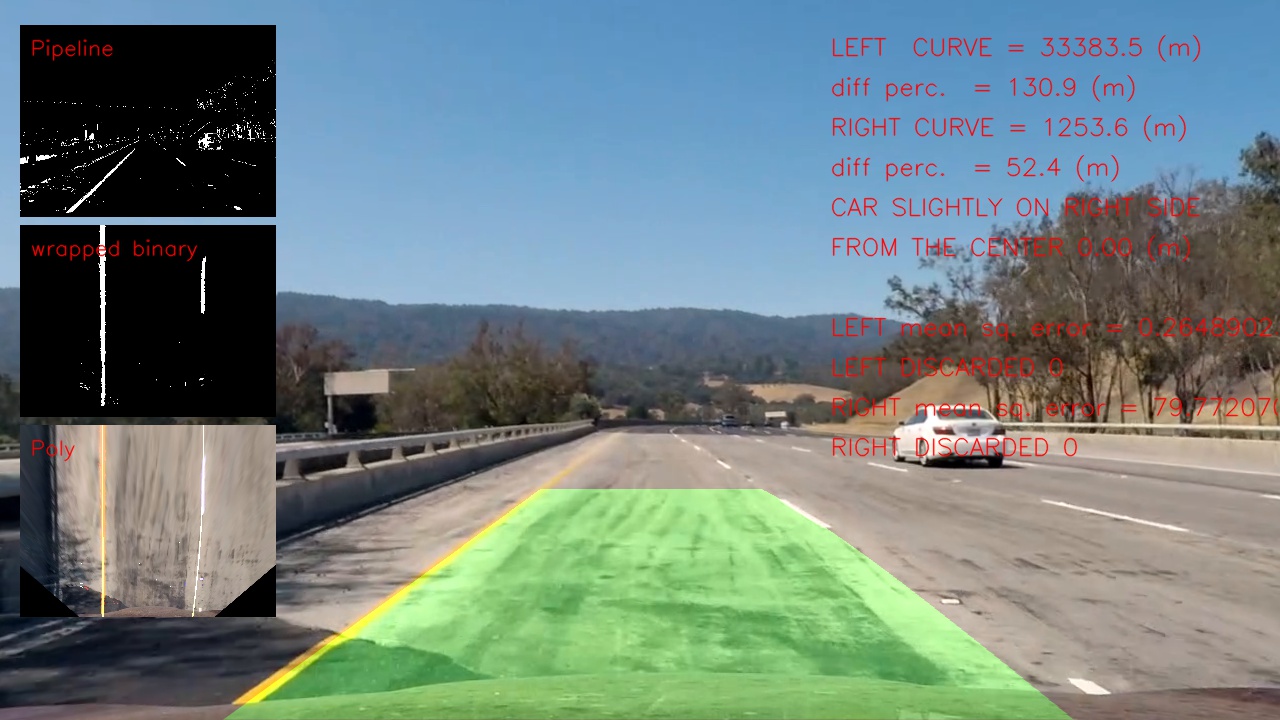 Pipeline
wrapped binary
Poly
LEFT CURVE = 33383.5 (m)
diff perc. = 130.9 (m)
RIGHT CURVE = 1253.6 (m)
diff perc. = 52.4 (m)
CAR SLIGHTLY ON RIGHT SIDE
FROM THE CENTER 0.00 (m)
LEFT mean sq. error = 0.2648902
LEFT DISCARDED 0
RIGHT mean sq. error = 79.772070
RIGHT DISCARDED 0